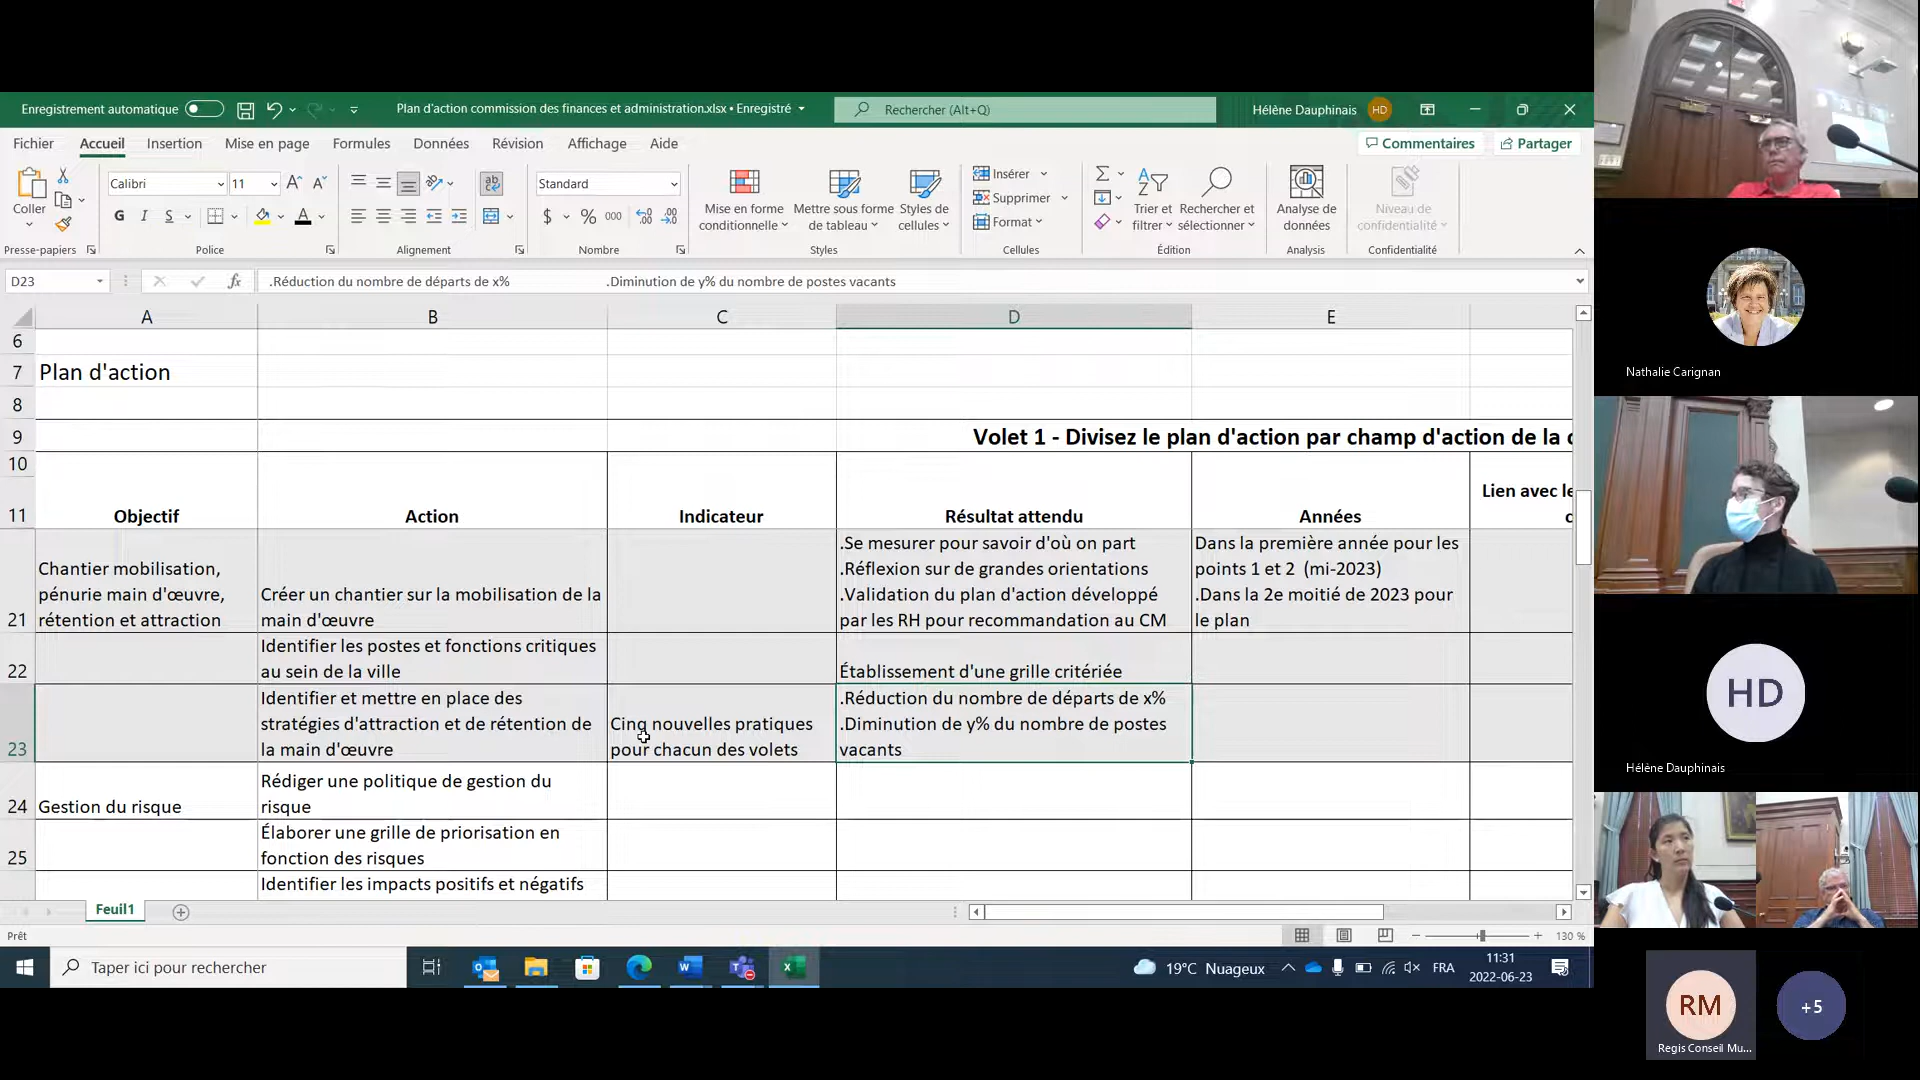 Enregistrement automatique
Plan d'action commission des finances et administration.xlsx • Enregistré
Rechercher (Alt+Q)
Hélène Dauphinais
HD
Fichier
Accueil
Insertion
Mise en page
Formules
Données
Révision
Affichage
Aide
Commentaires
Partager
Coller
Calibri
11
G I S
Standard
$ % 000
Mise en forme conditionnelle
Mettre sous forme de tableau
Styles de cellules
Insérer
Supprimer
Format
Trier et filtrer
Rechercher et sélectionner
Analyse de données
Niveau de confidentialité
Presse-papiers
Police
Alignement
Nombre
Styles
Cellules
Édition
Analysis
Confidentialité
D23
fx
.Réduction du nombre de départs de x% .Diminution de y% du nombre de postes vacants
A B C D E
6
7 Plan d'action
8
9 Volet 1 - Divisez le plan d'action par champ d'action de la c
10
11
Objectif
Action
Indicateur
Résultat attendu
Années
Lien avec le
c
21
Chantier mobilisation,
pénurie main d'œuvre,
rétention et attraction
Créer un chantier sur la mobilisation de la
main d'œuvre
.Se mesurer pour savoir d'où on part
.Réflexion sur de grandes orientations
.Validation du plan d'action développé
par les RH pour recommandation au CM
Dans la première année pour les
points 1 et 2 (mi-2023)
.Dans la 2e moitié de 2023 pour
le plan
22
Identifier les postes et fonctions critiques
au sein de la ville
Établissement d'une grille critériée
23
Identifier et mettre en place des
stratégies d'attraction et de rétention de
la main d'œuvre
Cinq nouvelles pratiques
pour chacun des volets
.Réduction du nombre de départs de x%
.Diminution de y% du nombre de postes
vacants
24
Gestion du risque
Rédiger une politique de gestion du
risque
25
Élaborer une grille de priorisation en
fonction des risques
Identifier les impacts positifs et négatifs
Feuil1
Prêt
130 %
Taper ici pour rechercher
19°C Nuageux
FRA
11:31
2022-06-23
Nathalie Carignan
HD
Hélène Dauphinais
RM
Regis Conseil Mu...
+5